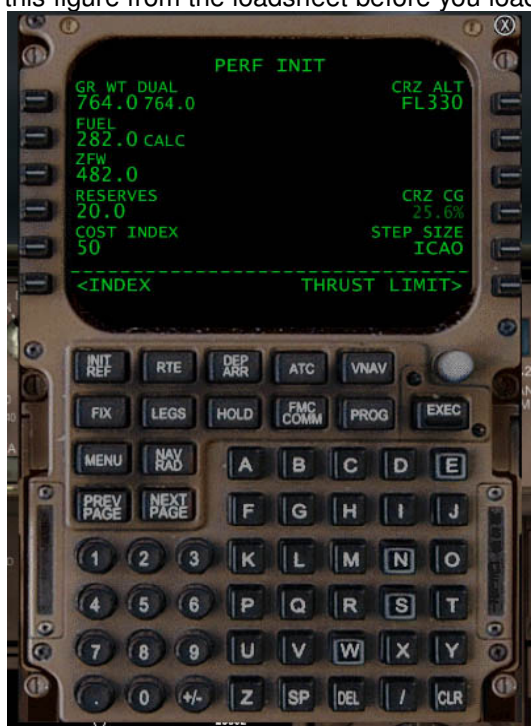 this figure from the loadsheet before you load
X
PERF INIT
GR WT DUAL CRZ ALT
764.0 764.0 FL330
FUEL
282.0 CALC
ZFW
482.0
RESERVES CRZ CG
20.0 25.6%
COST INDEX STEP SIZE
50 ICAO
<INDEX THRUST LIMIT>
INIT REF RTE DEP ARR ATC VNAV
FIX LEGS HOLD FMC COMM PROG EXEC
MENU NAV RAD A B C D E
PREV PAGE NEXT PAGE F G H I J
1 2 3 K L M N O
4 5 6 P Q R S T
7 8 9 U V W X Y
. 0 +/- Z SP DEL / CLR